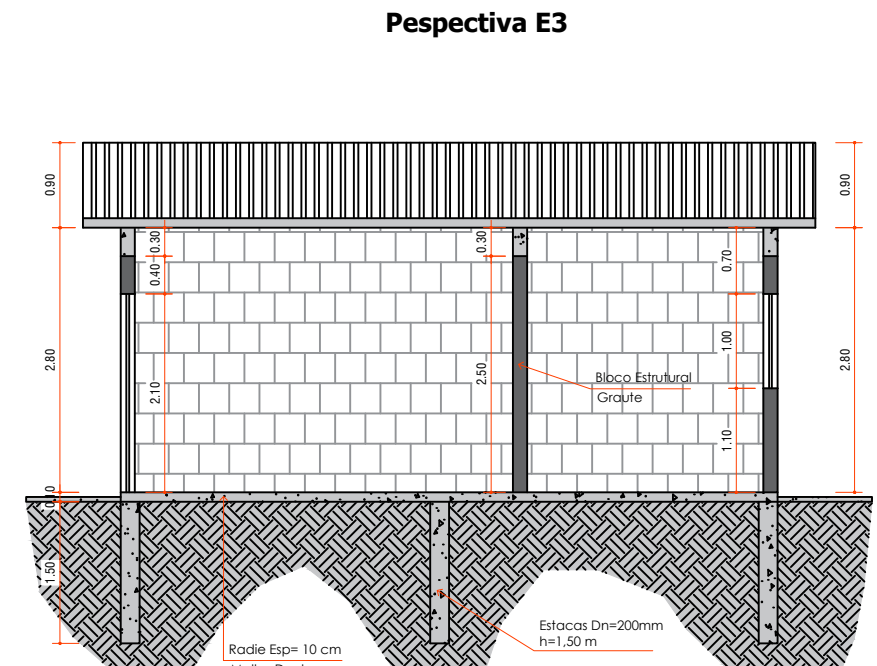 Pespectiva E3
0.90
0.90
0.30
0.40
0.30
0.70
2.80
2.10
2.50
1.00
2.80
1.10
Bloco Estrutural
Graute
1.50
Estacas Dn=200mm
h=1,50 m
Radie Esp= 10 cm